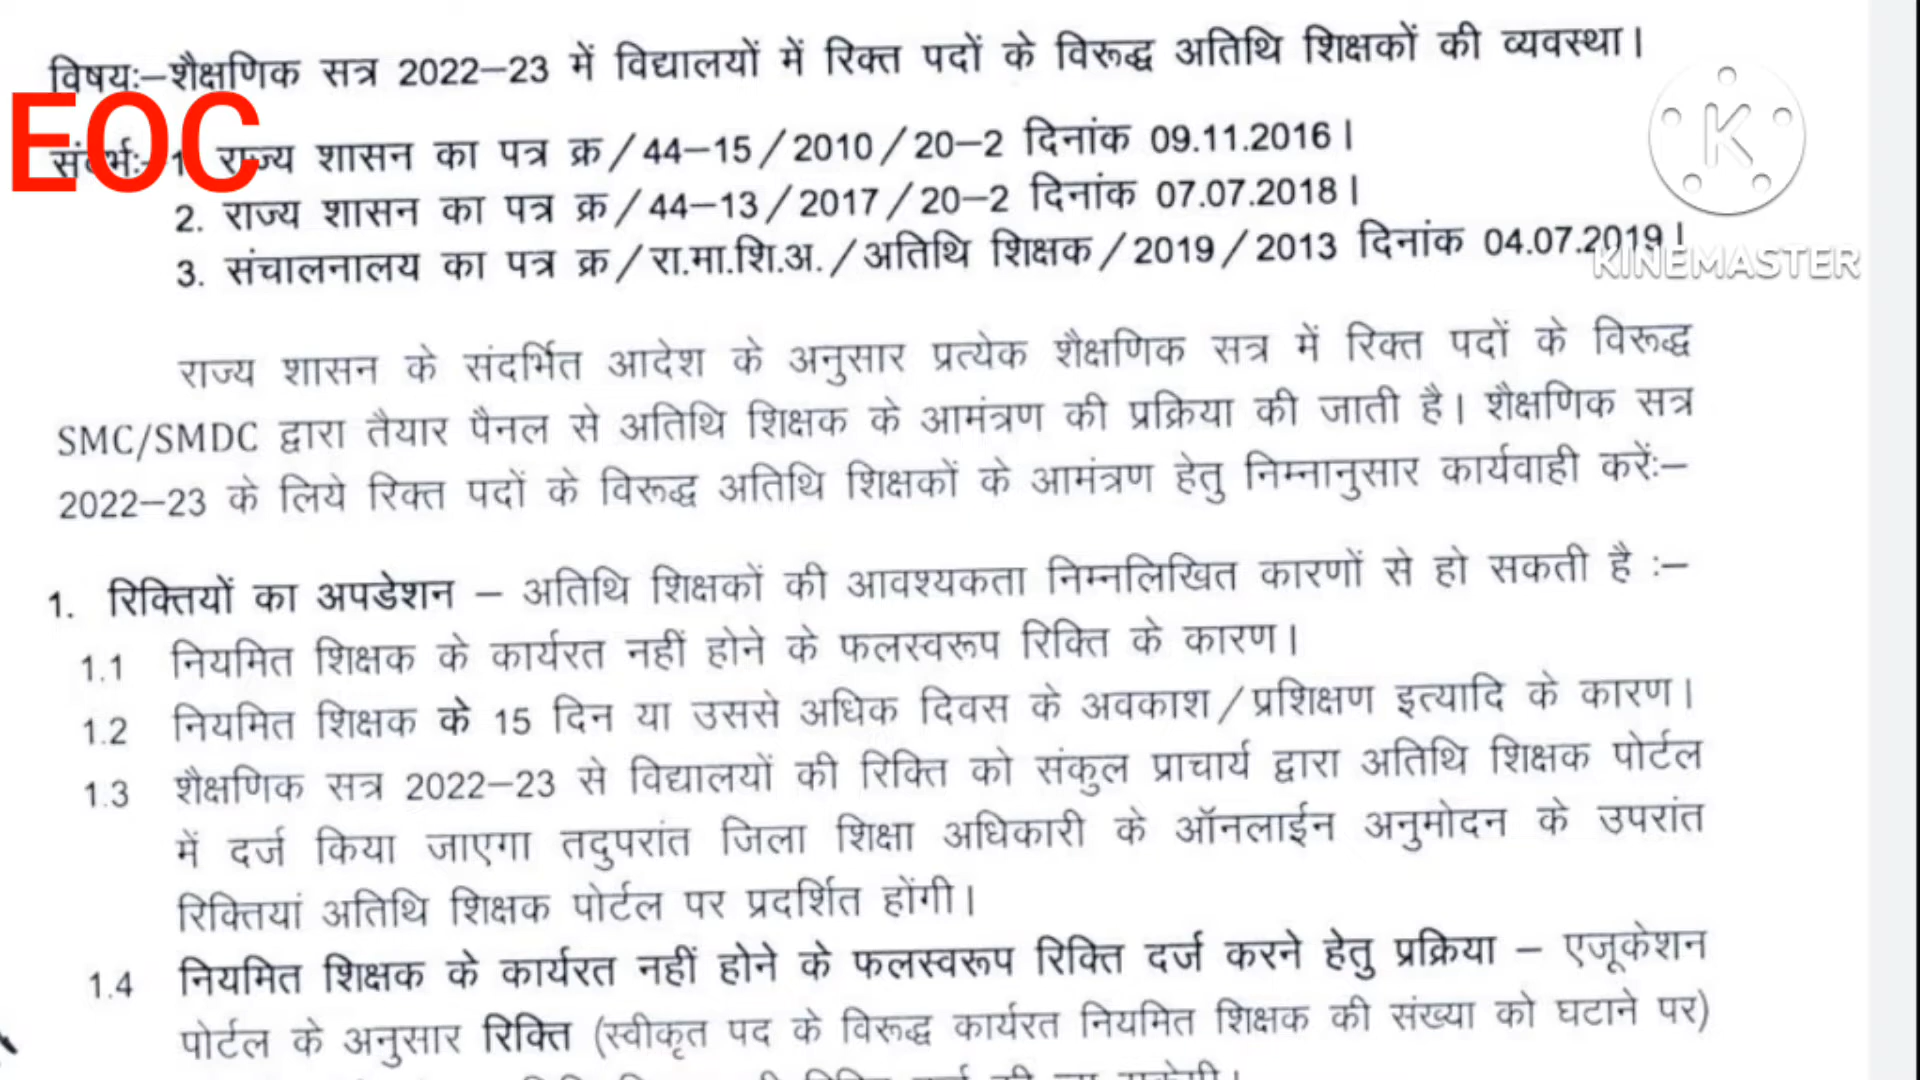 विषयः–शैक्षणिक सत्र 2022–23 में विद्यालयों में रिक्त पदों के विरूद्ध अतिथि शिक्षकों की व्यवस्था।
EOC
संदर्भः– 1. राज्य शासन का पत्र क्र/44–15/2010/20–2 दिनांक 09.11.2016।
2. राज्य शासन का पत्र क्र/44–13/2017/20–2 दिनांक 07.07.2018।
3. संचालनालय का पत्र क्र/रा.मा.शि.अ./अतिथि शिक्षक/2019/2013 दिनांक 04.07.2019।
K
KINEMASTER
राज्य शासन के संदर्भित आदेश के अनुसार प्रत्येक शैक्षणिक सत्र में रिक्त पदों के विरूद्ध
SMC/SMDC द्वारा तैयार पैनल से अतिथि शिक्षक के आमंत्रण की प्रक्रिया की जाती है। शैक्षणिक सत्र
2022–23 के लिये रिक्त पदों के विरूद्ध अतिथि शिक्षकों के आमंत्रण हेतु निम्नानुसार कार्यवाही करेंः–
1. रिक्तियों का अपडेशन – अतिथि शिक्षकों की आवश्यकता निम्नलिखित कारणों से हो सकती है :–
1.1 नियमित शिक्षक के कार्यरत नहीं होने के फलस्वरूप रिक्ति के कारण।
1.2 नियमित शिक्षक के 15 दिन या उससे अधिक दिवस के अवकाश/प्रशिक्षण इत्यादि के कारण।
1.3 शैक्षणिक सत्र 2022–23 से विद्यालयों की रिक्ति को संकुल प्राचार्य द्वारा अतिथि शिक्षक पोर्टल
में दर्ज किया जाएगा तदुपरांत जिला शिक्षा अधिकारी के ऑनलाईन अनुमोदन के उपरांत
रिक्तियां अतिथि शिक्षक पोर्टल पर प्रदर्शित होंगी।
1.4 नियमित शिक्षक के कार्यरत नहीं होने के फलस्वरूप रिक्ति दर्ज करने हेतु प्रक्रिया – एजूकेशन
पोर्टल के अनुसार रिक्ति (स्वीकृत पद के विरूद्ध कार्यरत नियमित शिक्षक की संख्या को घटाने पर)